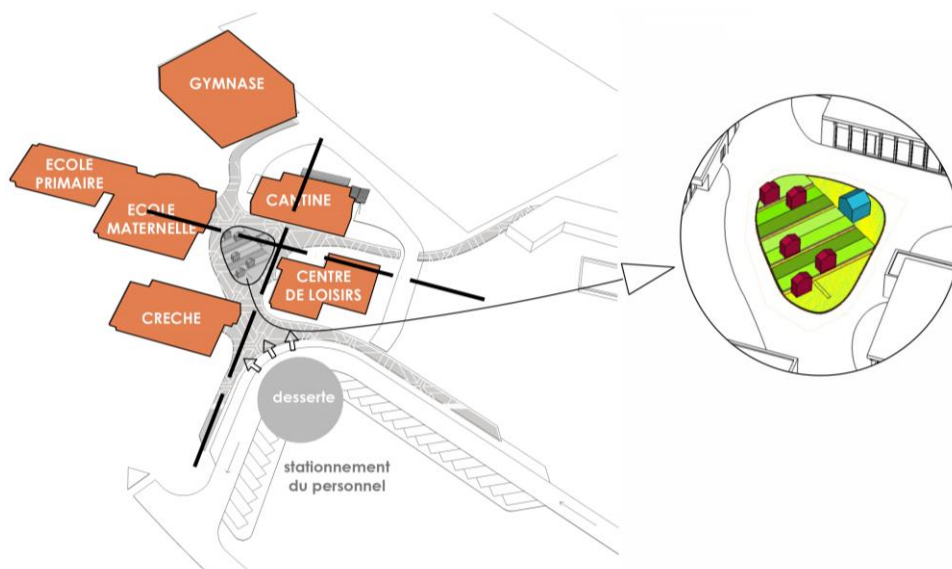 GYMNASE
ECOLE
PRIMAIRE
ECOLE
MATERNELLE
CANTINE
CENTRE
DE LOISIRS
CRECHE
desserte
stationnement
du personnel